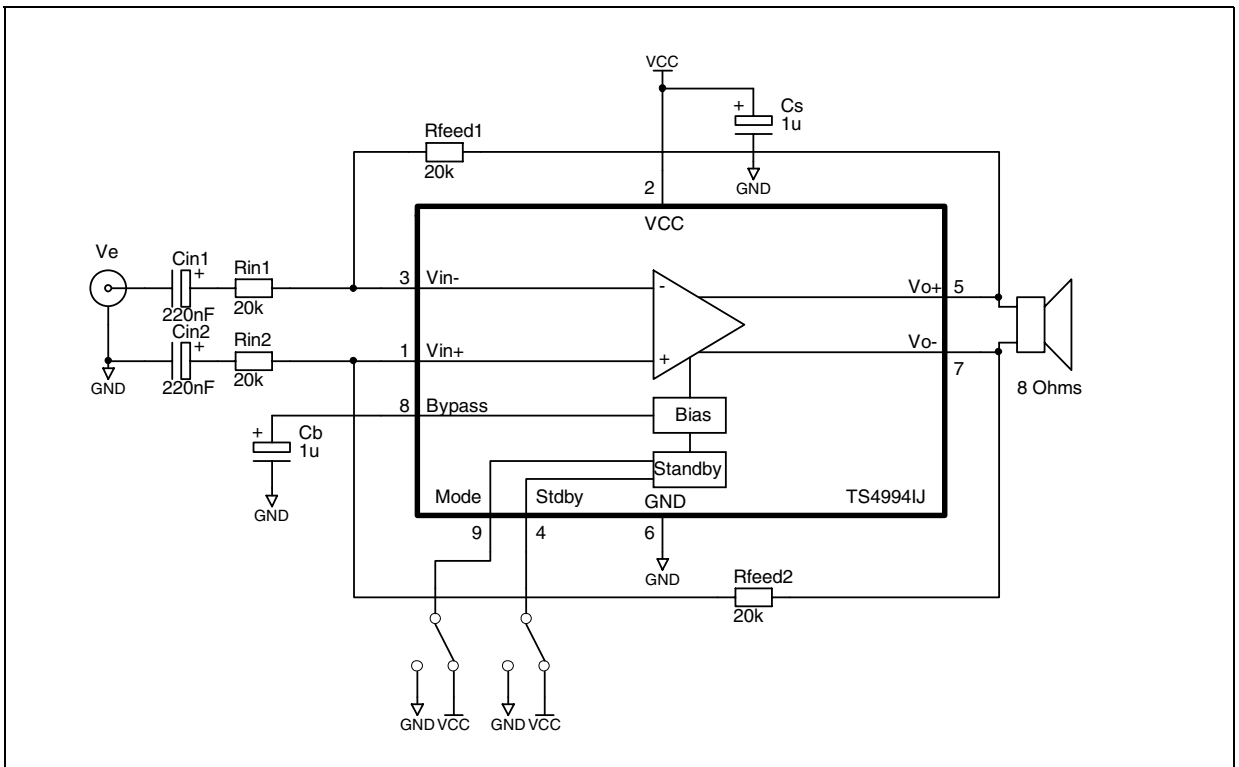 VCC
+
Cs
1u
GND
Rfeed1
20k
2
VCC
Ve
Cin1
+
220nF
Rin1
20k
3
Vin-
-
Vo+
5
Cin2
+
220nF
Rin2
20k
1
Vin+
+
Vo-
7
GND
8 Ohms
8
Bypass
Bias
+
Cb
1u
GND
Standby
Mode
Stdby
GND
TS4994IJ
9
4
6
GND
Rfeed2
20k
GND
VCC
GND
VCC